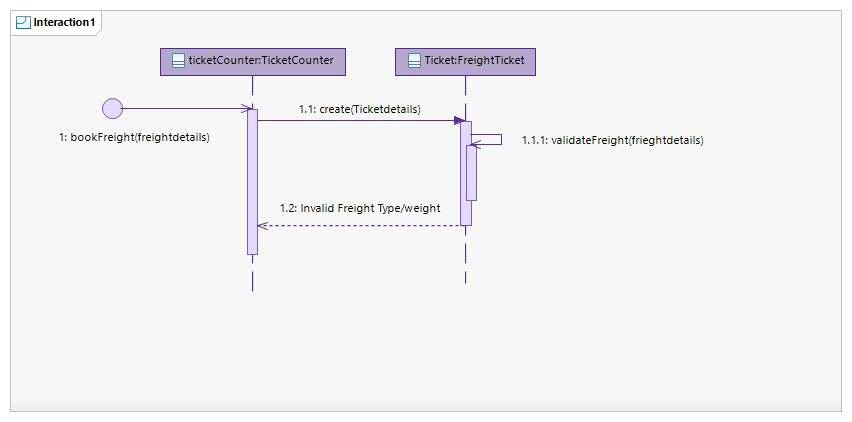 Interaction1
ticketCounter:TicketCounter
Ticket:FreightTicket
1.1: create(Ticketdetails)
1: bookFreight(freightdetails)
1.1.1: validateFreight(frieghtdetails)
1.2: Invalid Freight Type/weight